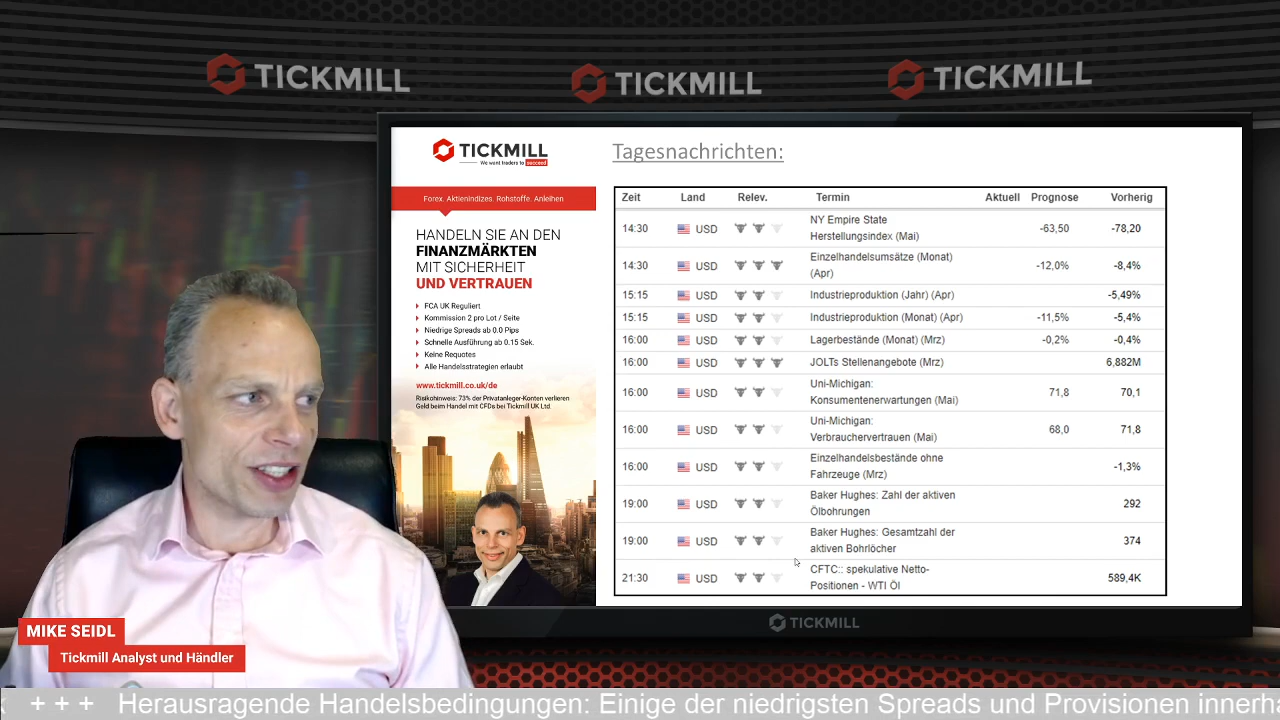 TICKMILL
TICKMILL
TICKMILL
TICKMILL
We want traders to succeed
Forex. Aktienindizes. Rohstoffe. Anleihen
HANDELN SIE AN DEN
FINANZMÄRKTEN
MIT SICHERHEIT
UND VERTRAUEN
FCA UK Reguliert
Kommission 2 pro Lot / Seite
Niedrige Spreads ab 0.0 Pips
Schnelle Ausführung ab 0.15 Sek.
Keine Requotes
Alle Handelsstrategien erlaubt
www.tickmill.co.uk/de
Risikohinweis: 73% der Privatanleger-Konten verlieren
Geld beim Handel mit CFDs bei Tickmill UK Ltd.
Tagesnachrichten:
Zeit Land Relev. Termin Aktuell Prognose Vorherig
14:30 USD NY Empire State Herstellungsindex (Mai) -63,50 -78,20
14:30 USD Einzelhandelsumsätze (Monat) (Apr) -12,0% -8,4%
15:15 USD Industrieproduktion (Jahr) (Apr) -5,49%
15:15 USD Industrieproduktion (Monat) (Apr) -11,5% -5,4%
16:00 USD Lagerbestände (Monat) (Mrz) -0,2% -0,4%
16:00 USD JOLTs Stellenangebote (Mrz) 6,882M
16:00 USD Uni-Michigan: Konsumentenerwartungen (Mai) 71,8 70,1
16:00 USD Uni-Michigan: Verbrauchervertrauen (Mai) 68,0 71,8
16:00 USD Einzelhandelsbestände ohne Fahrzeuge (Mrz) -1,3%
19:00 USD Baker Hughes: Zahl der aktiven Ölbohrungen 292
19:00 USD Baker Hughes: Gesamtzahl der aktiven Bohrlöcher 374
21:30 USD CFTC:: spekulative Netto-Positionen - WTI Öl 589,4K
TICKMILL
MIKE SEIDL
Tickmill Analyst und Händler
+ + + Herausragende Handelsbedingungen: Einige der niedrigsten Spreads und Provisionen innerha